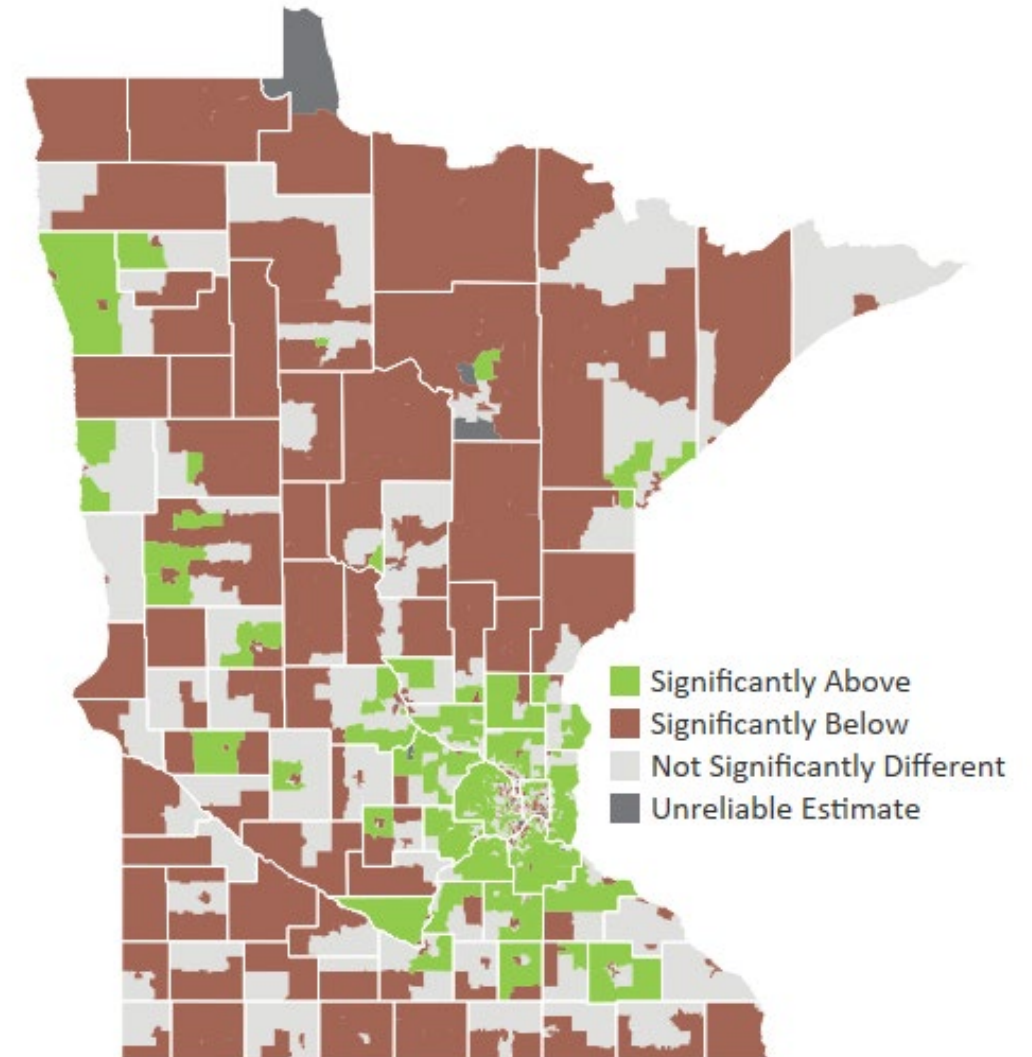 Significantly Above
Significantly Below
Not Significantly Different
Unreliable Estimate